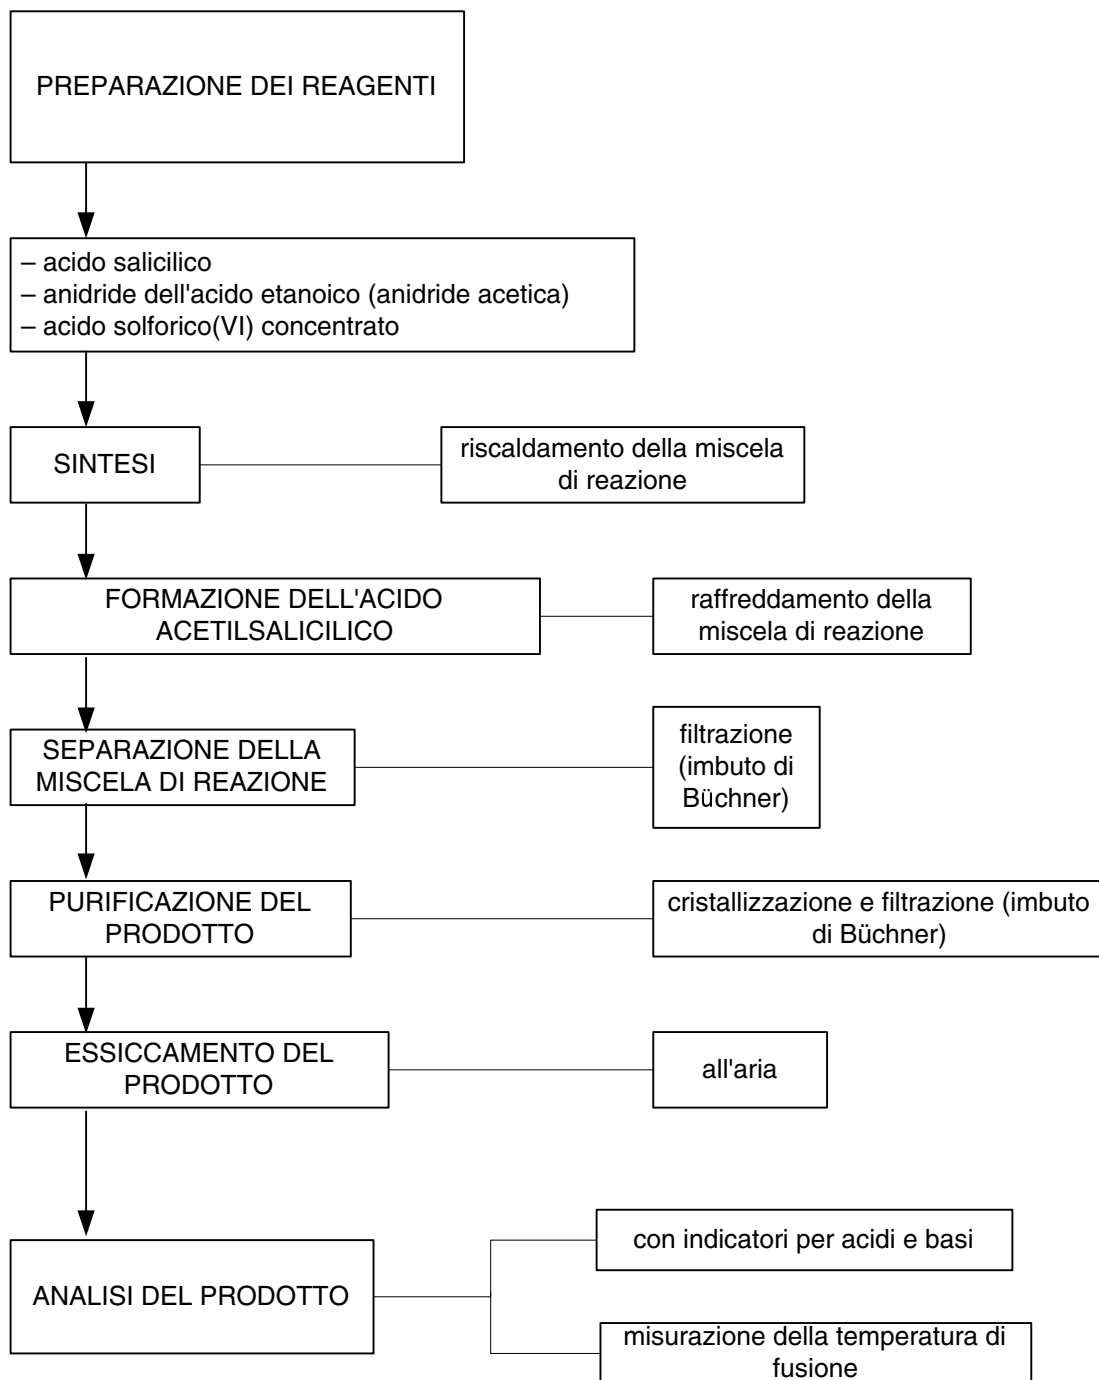 PREPARAZIONE DEI REAGENTI
– acido salicilico
– anidride dell'acido etanoico (anidride acetica)
– acido solforico(VI) concentrato
SINTESI
riscaldamento della miscela
di reazione
FORMAZIONE DELL'ACIDO
ACETILSALICILICO
raffreddamento della
miscela di reazione
SEPARAZIONE DELLA
MISCELA DI REAZIONE
filtrazione
(imbuto di
Büchner)
PURIFICAZIONE DEL
PRODOTTO
cristallizzazione e filtrazione (imbuto
di Büchner)
ESSICCAMENTO DEL
PRODOTTO
all'aria
ANALISI DEL PRODOTTO
con indicatori per acidi e basi
misurazione della temperatura di
fusione